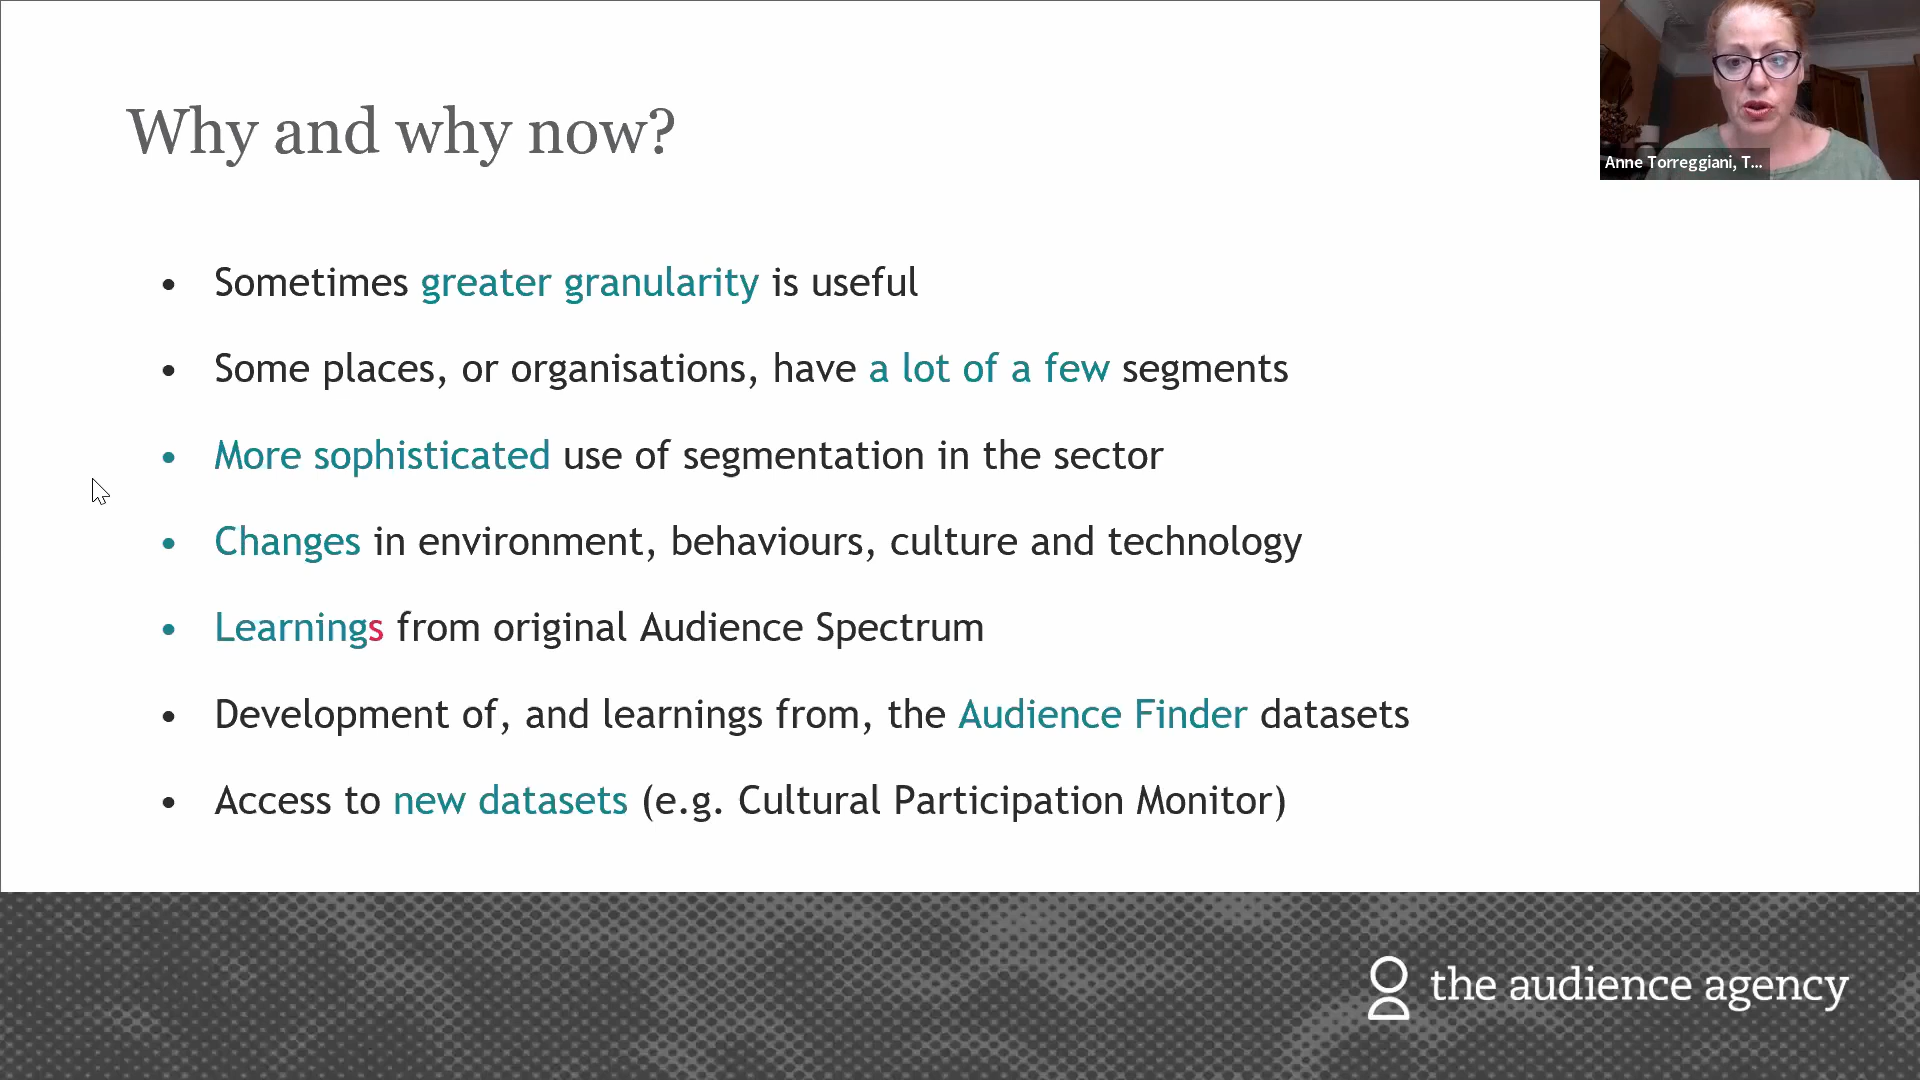 Why and why now?
Anne Torreggiani, T...
• Sometimes greater granularity is useful
• Some places, or organisations, have a lot of a few segments
• More sophisticated use of segmentation in the sector
• Changes in environment, behaviours, culture and technology
• Learnings from original Audience Spectrum
• Development of, and learnings from, the Audience Finder datasets
• Access to new datasets (e.g. Cultural Participation Monitor)
the audience agency